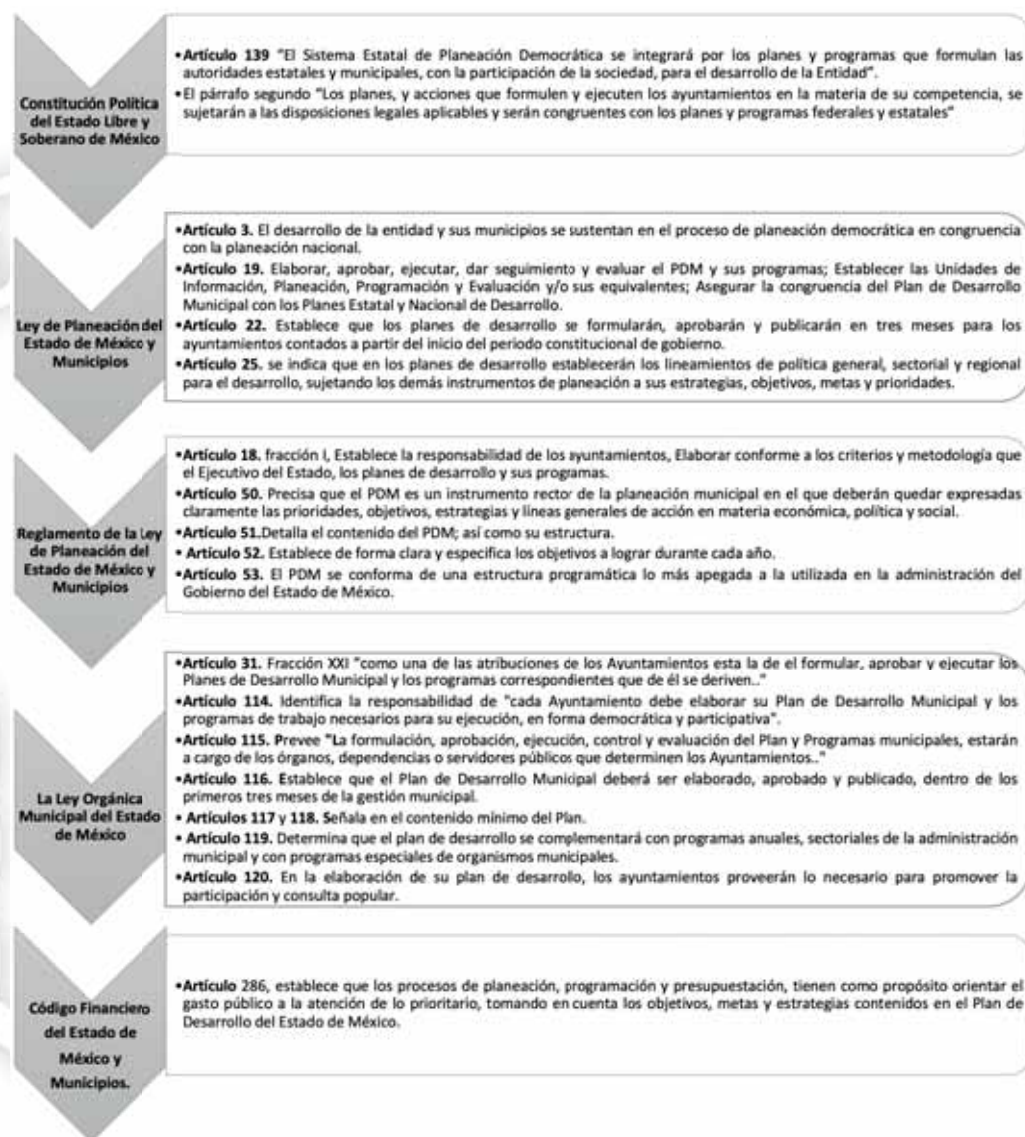 Constitución Política
del Estado Libre y
Soberano de México
•Artículo 139 "El Sistema Estatal de Planeación Democrática se integrará por los planes y programas que formulan las
autoridades estatales y municipales, con la participación de la sociedad, para el desarrollo de la Entidad".
•El párrafo segundo "Los planes, y acciones que formulen y ejecuten los ayuntamientos en la materia de su competencia, se
sujetarán a las disposiciones legales aplicables y serán congruentes con los planes y programas federales y estatales"
Ley de Planeación del
Estado de México y
Municipios
•Artículo 3. El desarrollo de la entidad y sus municipios se sustentan en el proceso de planeación democrática en congruencia
con la planeación nacional.
•Artículo 19. Elaborar, aprobar, ejecutar, dar seguimiento y evaluar el PDM y sus programas; Establecer las Unidades de
Información, Planeación, Programación y Evaluación y/o sus equivalentes; Asegurar la congruencia del Plan de Desarrollo
Municipal con los Planes Estatal y Nacional de Desarrollo.
•Artículo 22. Establece que los planes de desarrollo se formularán, aprobarán y publicarán en tres meses para los
ayuntamientos contados a partir del inicio del periodo constitucional de gobierno.
•Artículo 25. se indica que en los planes de desarrollo establecerán los lineamientos de política general, sectorial y regional
para el desarrollo, sujetando los demás instrumentos de planeación a sus estrategias, objetivos, metas y prioridades.
Reglamento de la Ley
de Planeación del
Estado de México y
Municipios
•Artículo 18. fracción I, Establece la responsabilidad de los ayuntamientos, Elaborar conforme a los criterios y metodología que
el Ejecutivo del Estado, los planes de desarrollo y sus programas.
•Artículo 50. Precisa que el PDM es un instrumento rector de la planeación municipal en el que deberán quedar expresadas
claramente las prioridades, objetivos, estrategias y líneas generales de acción en materia económica, política y social.
•Artículo 51.Detalla el contenido del PDM; así como su estructura.
• Artículo 52. Establece de forma clara y especifica los objetivos a lograr durante cada año.
•Artículo 53. El PDM se conforma de una estructura programática lo más apegada a la utilizada en la administración del
Gobierno del Estado de México.
La Ley Orgánica
Municipal del Estado
de México
•Artículo 31. Fracción XXI "como una de las atribuciones de los Ayuntamientos esta la de el formular, aprobar y ejecutar los
Planes de Desarrollo Municipal y los programas correspondientes que de él se deriven.."
•Artículo 114. Identifica la responsabilidad de "cada Ayuntamiento debe elaborar su Plan de Desarrollo Municipal y los
programas de trabajo necesarios para su ejecución, en forma democrática y participativa".
•Artículo 115. Prevee "La formulación, aprobación, ejecución, control y evaluación del Plan y Programas municipales, estarán
a cargo de los órganos, dependencias o servidores públicos que determinen los Ayuntamientos.."
•Artículo 116. Establece que el Plan de Desarrollo Municipal deberá ser elaborado, aprobado y publicado, dentro de los
primeros tres meses de la gestión municipal.
• Artículos 117 y 118. Señala en el contenido mínimo del Plan.
• Artículo 119. Determina que el plan de desarrollo se complementará con programas anuales, sectoriales de la administración
municipal y con programas especiales de organismos municipales.
•Artículo 120. En la elaboración de su plan de desarrollo, los ayuntamientos proveerán lo necesario para promover la
participación y consulta popular.
Código Financiero
del Estado de
México y
Municipios.
•Artículo 286, establece que los procesos de planeación, programación y presupuestación, tienen como propósito orientar el
gasto público a la atención de lo prioritario, tomando en cuenta los objetivos, metas y estrategias contenidos en el Plan de
Desarrollo del Estado de México.